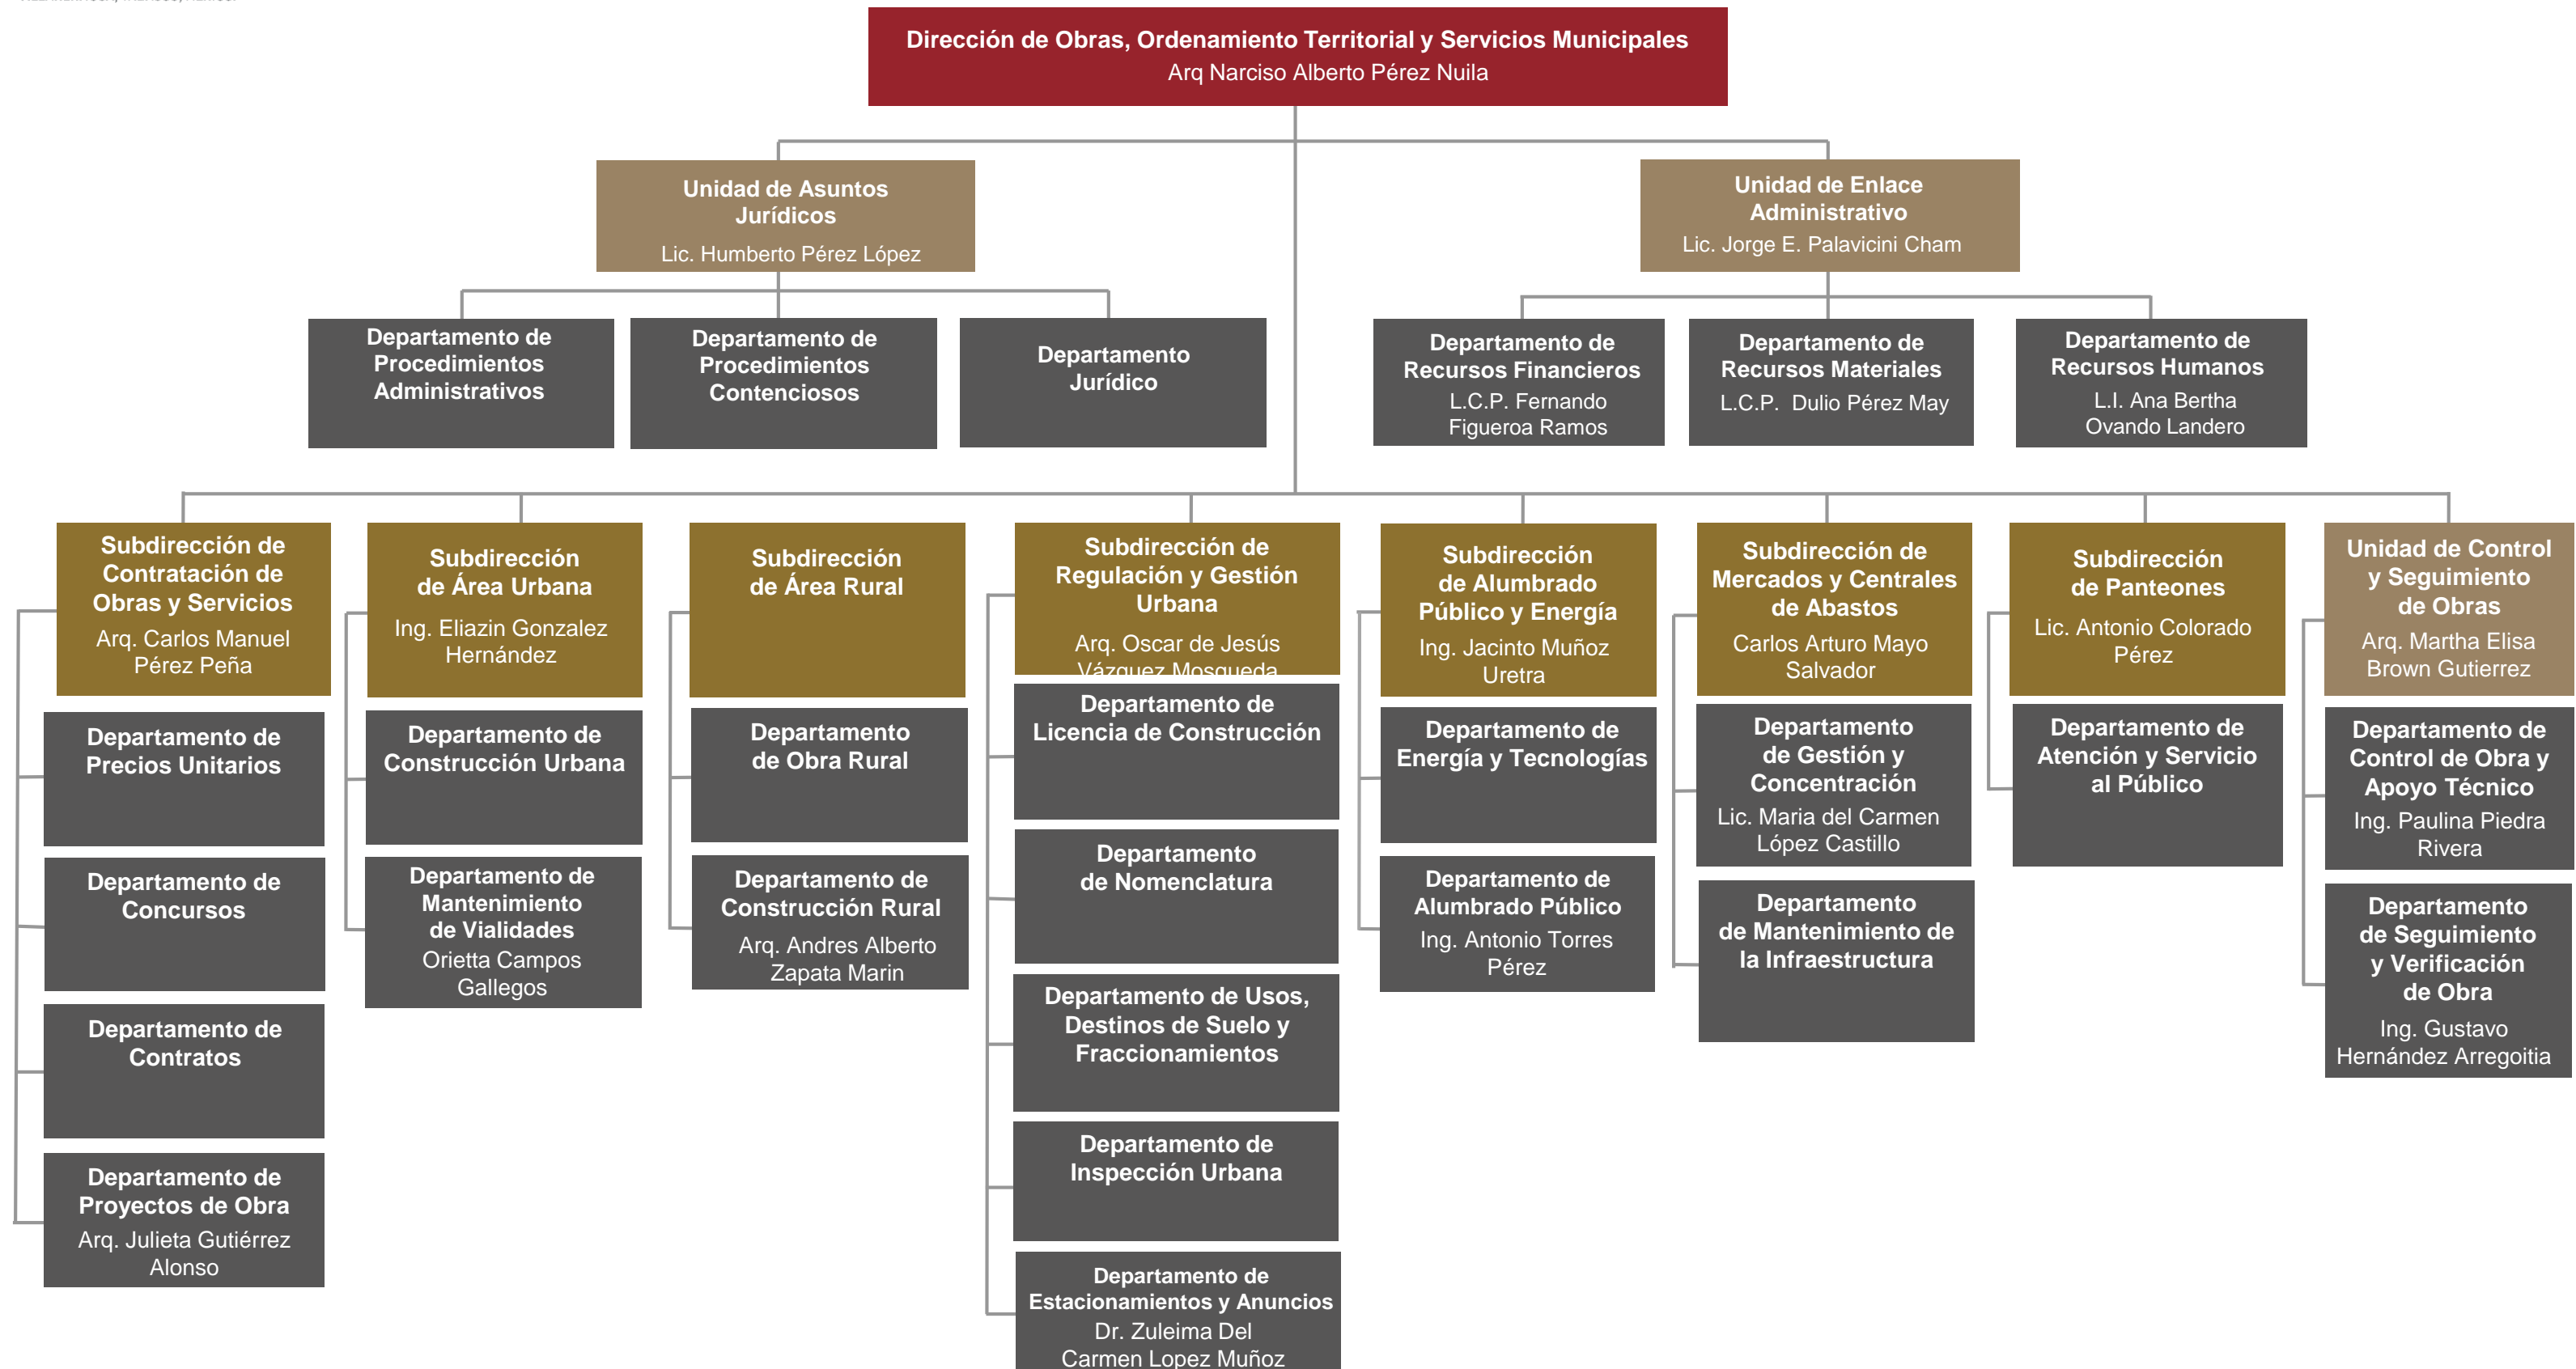 Dirección de Obras, Ordenamiento Territorial y Servicios Municipales
Arq Narciso Alberto Pérez Nuila
Unidad de Asuntos
Jurídicos
Lic. Humberto Pérez López
Unidad de Enlace
Administrativo
Lic. Jorge E. Palavicini Cham
Departamento de
Procedimientos
Administrativos
Departamento de
Procedimientos
Contenciosos
Departamento
Jurídico
Departamento de
Recursos Financieros
L.C.P. Fernando
Figueroa Ramos
Departamento de
Recursos Materiales
L.C.P. Dulio Pérez May
Departamento de
Recursos Humanos
L.I. Ana Bertha
Ovando Landero
Subdirección de
Contratación de
Obras y Servicios
Arq. Carlos Manuel
Pérez Peña
Departamento de
Precios Unitarios
Departamento de
Concursos
Departamento de
Contratos
Departamento de
Proyectos de Obra
Arq. Julieta Gutiérrez
Alonso
Subdirección
de Área Urbana
Ing. Eliazin Gonzalez
Hernández
Departamento de
Construcción Urbana
Departamento de
Mantenimiento
de Vialidades
Orietta Campos
Gallegos
Subdirección
de Área Rural
Departamento
de Obra Rural
Departamento de
Construcción Rural
Arq. Andres Alberto
Zapata Marin
Subdirección de
Regulación y Gestión
Urbana
Arq. Oscar de Jesús
Vázquez Mosqueda
Departamento de
Licencia de Construcción
Departamento
de Nomenclatura
Departamento de Usos,
Destinos de Suelo y
Fraccionamientos
Departamento de
Inspección Urbana
Departamento de
Estacionamientos y Anuncios
Dr. Zuleima Del
Carmen Lopez Muñoz
Subdirección
de Alumbrado
Público y Energía
Ing. Jacinto Muñoz
Uretra
Departamento de
Energía y Tecnologías
Departamento de
Alumbrado Público
Ing. Antonio Torres
Pérez
Subdirección de
Mercados y Centrales
de Abastos
Carlos Arturo Mayo
Salvador
Departamento
de Gestión y
Concentración
Lic. Maria del Carmen
López Castillo
Departamento
de Mantenimiento de
la Infraestructura
Subdirección
de Panteones
Lic. Antonio Colorado
Pérez
Departamento de
Atención y Servicio
al Público
Unidad de Control
y Seguimiento
de Obras
Arq. Martha Elisa
Brown Gutierrez
Departamento de
Control de Obra y
Apoyo Técnico
Ing. Paulina Piedra
Rivera
Departamento
de Seguimiento
y Verificación
de Obra
Ing. Gustavo
Hernández Arregoitia